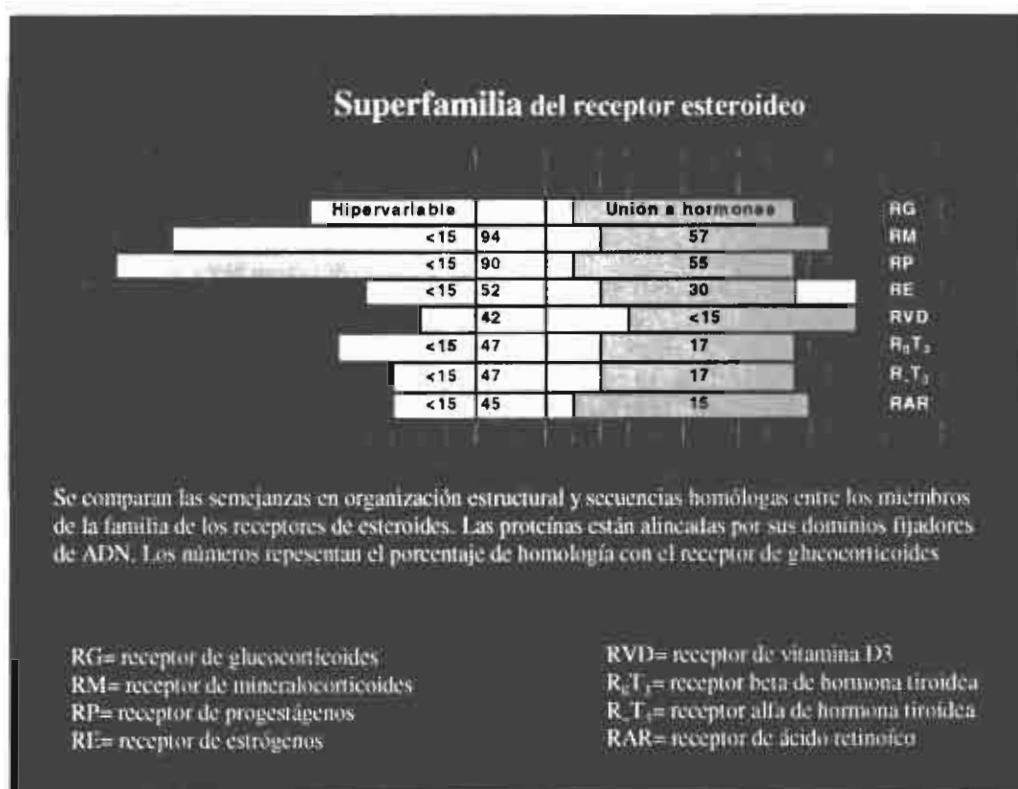 Superfamilia del receptor esteroideo
Hipervariable Unión a hormonas RG
<15 94 57 RM
<15 90 55 RP
<15 52 30 RE
42 <15 RVD
<15 47 17 RβT₃
<15 47 17 T₃
<15 45 15 RAR
Se comparan las semejanzas en organización estructural y secuencias homólogas entre los miembros
de la familia de los receptores de esteroides. Las proteínas están alineadas por sus dominios fijadores
de ADN. Los números repesentan el porcentaje de homología con el receptor de glucocorticoides
RG= receptor de glucocorticoides
RM= receptor de mineralocorticoides
RP= receptor de progestágenos
RE= receptor de estrógenos
RVD= receptor de vitamina D3
RβT₃= receptor beta de hormona tiroidea
T₃= receptor alfa de hormona tiroidea
RAR= receptor de ácido retinoico